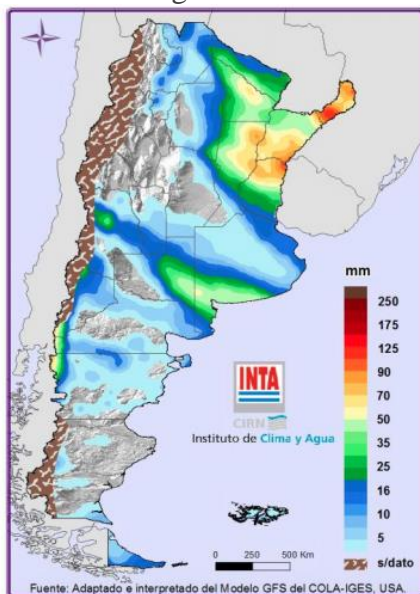 mm
250
175
125
90
70
50
35
25
16
10
5
s/dato
INTA
CIRN
Instituto de Clima y Agua
0 250 500 Km
Fuente: Adaptado e interpretado del Modelo GFS del COLA-IGES, USA.